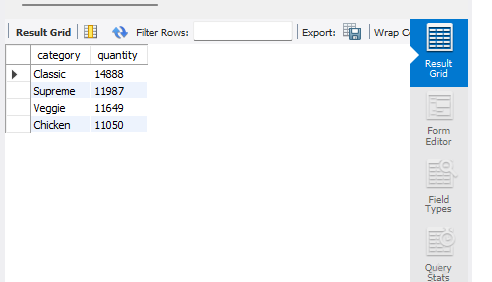 Result Grid Filter Rows: Export: Wrap C
category quantity
Classic 14888
Supreme 11987
Veggie 11649
Chicken 11050
Result
Grid
Form
Editor
Field
Types
Query
Stats